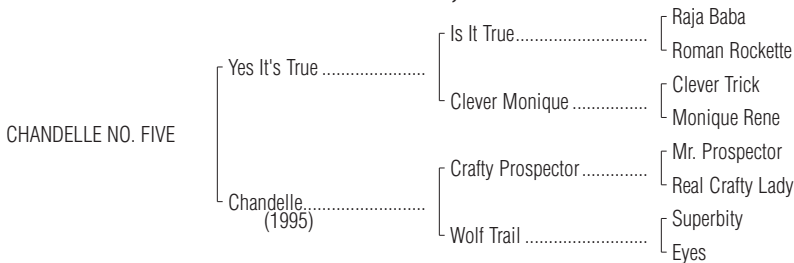 Raja Baba
Is It True..............................
Roman Rockette
Yes It's True .......................
Clever Trick
Clever Monique .................
Monique Rene
CHANDELLE NO. FIVE
Mr. Prospector
Crafty Prospector...............
Real Crafty Lady
Chandelle...........................
(1995)
Superbity
Wolf Trail ...........................
Eyes